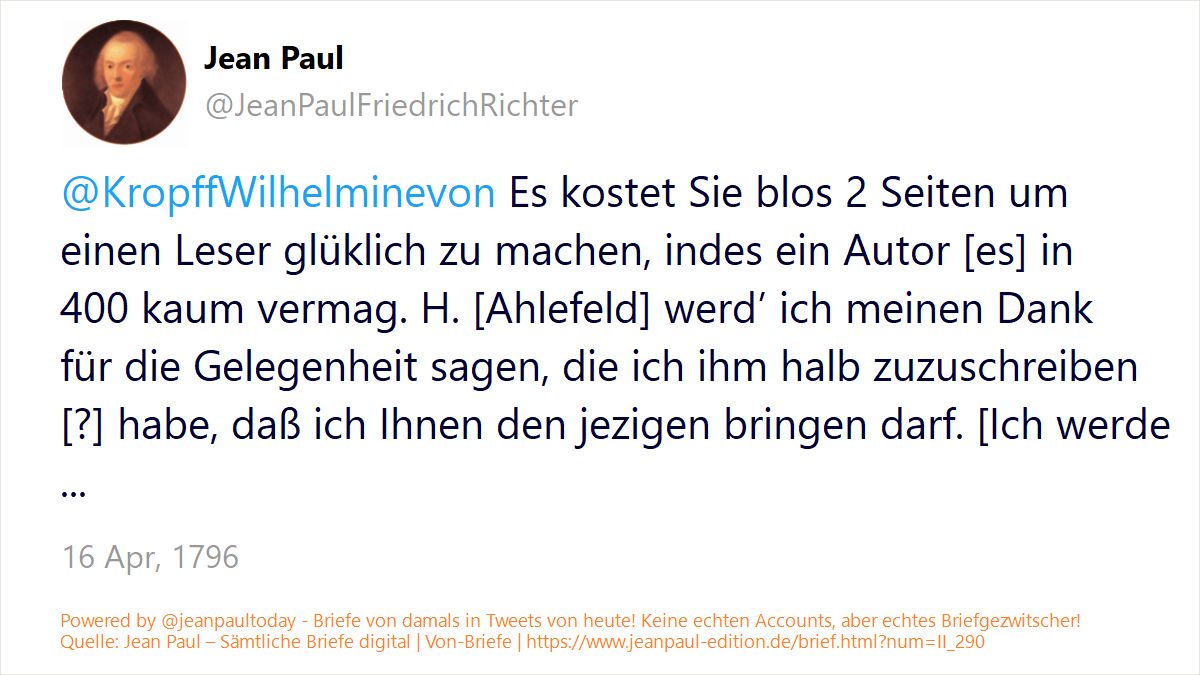 Jean Paul
@JeanPaulFriedrichRichter
@KropffWilhelminevon Es kostet Sie blos 2 Seiten um
einen Leser glüklich zu machen, indes ein Autor [es] in
400 kaum vermag. H. [Ahlefeld] werd’ ich meinen Dank
für die Gelegenheit sagen, die ich ihm halb zuzuschreiben
[?] habe, daß ich Ihnen den jezigen bringen darf. [Ich werde
...
16 Apr, 1796
Powered by @jeanpaultoday - Briefe von damals in Tweets von heute! Keine echten Accounts, aber echtes Briefgezwitscher!
Quelle: Jean Paul – Sämtliche Briefe digital | Von-Briefe | https://www.jeanpaul-edition.de/brief.html?num=II_290